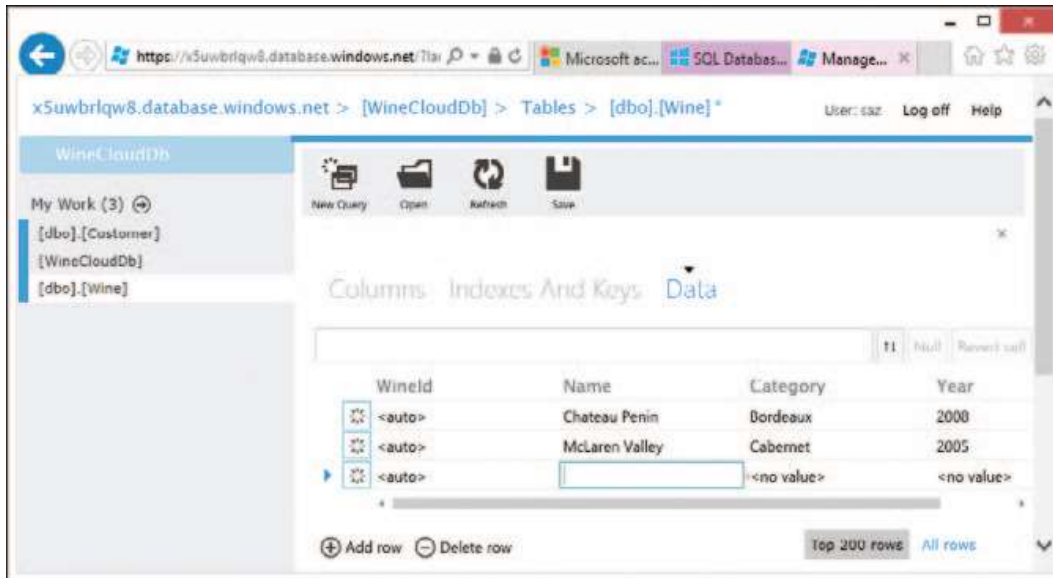 https://x5uwbrlqw8.database.windows.net/?lar
Microsoft ac...
SQL Databas...
Manage...
x5uwbrlqw8.database.windows.net > [WineCloudDb] > Tables > [dbo].[Wine]*
User: saz Log off Help
WineCloudDb
New Query Open Refresh Save
My Work (3)
[dbo].[Customer]
[WineCloudDb]
[dbo].[Wine]
Columns Indexes And Keys Data
Null Revert cell
WineId Name Category Year
<auto> Chateau Penin Bordeaux 2008
<auto> McLaren Valley Cabernet 2005
<auto> <no value> <no value>
Add row Delete row Top 200 rows All rows